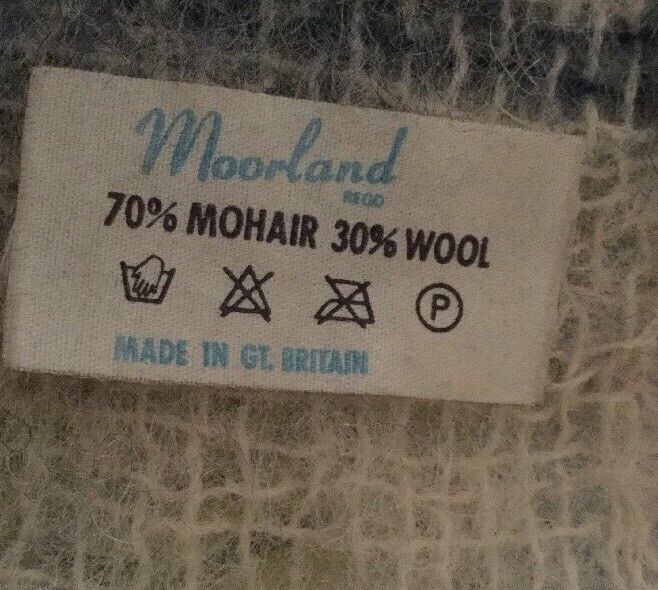 Moorland
REGD
70% MOHAIR 30% WOOL
P
MADE IN GT. BRITAIN